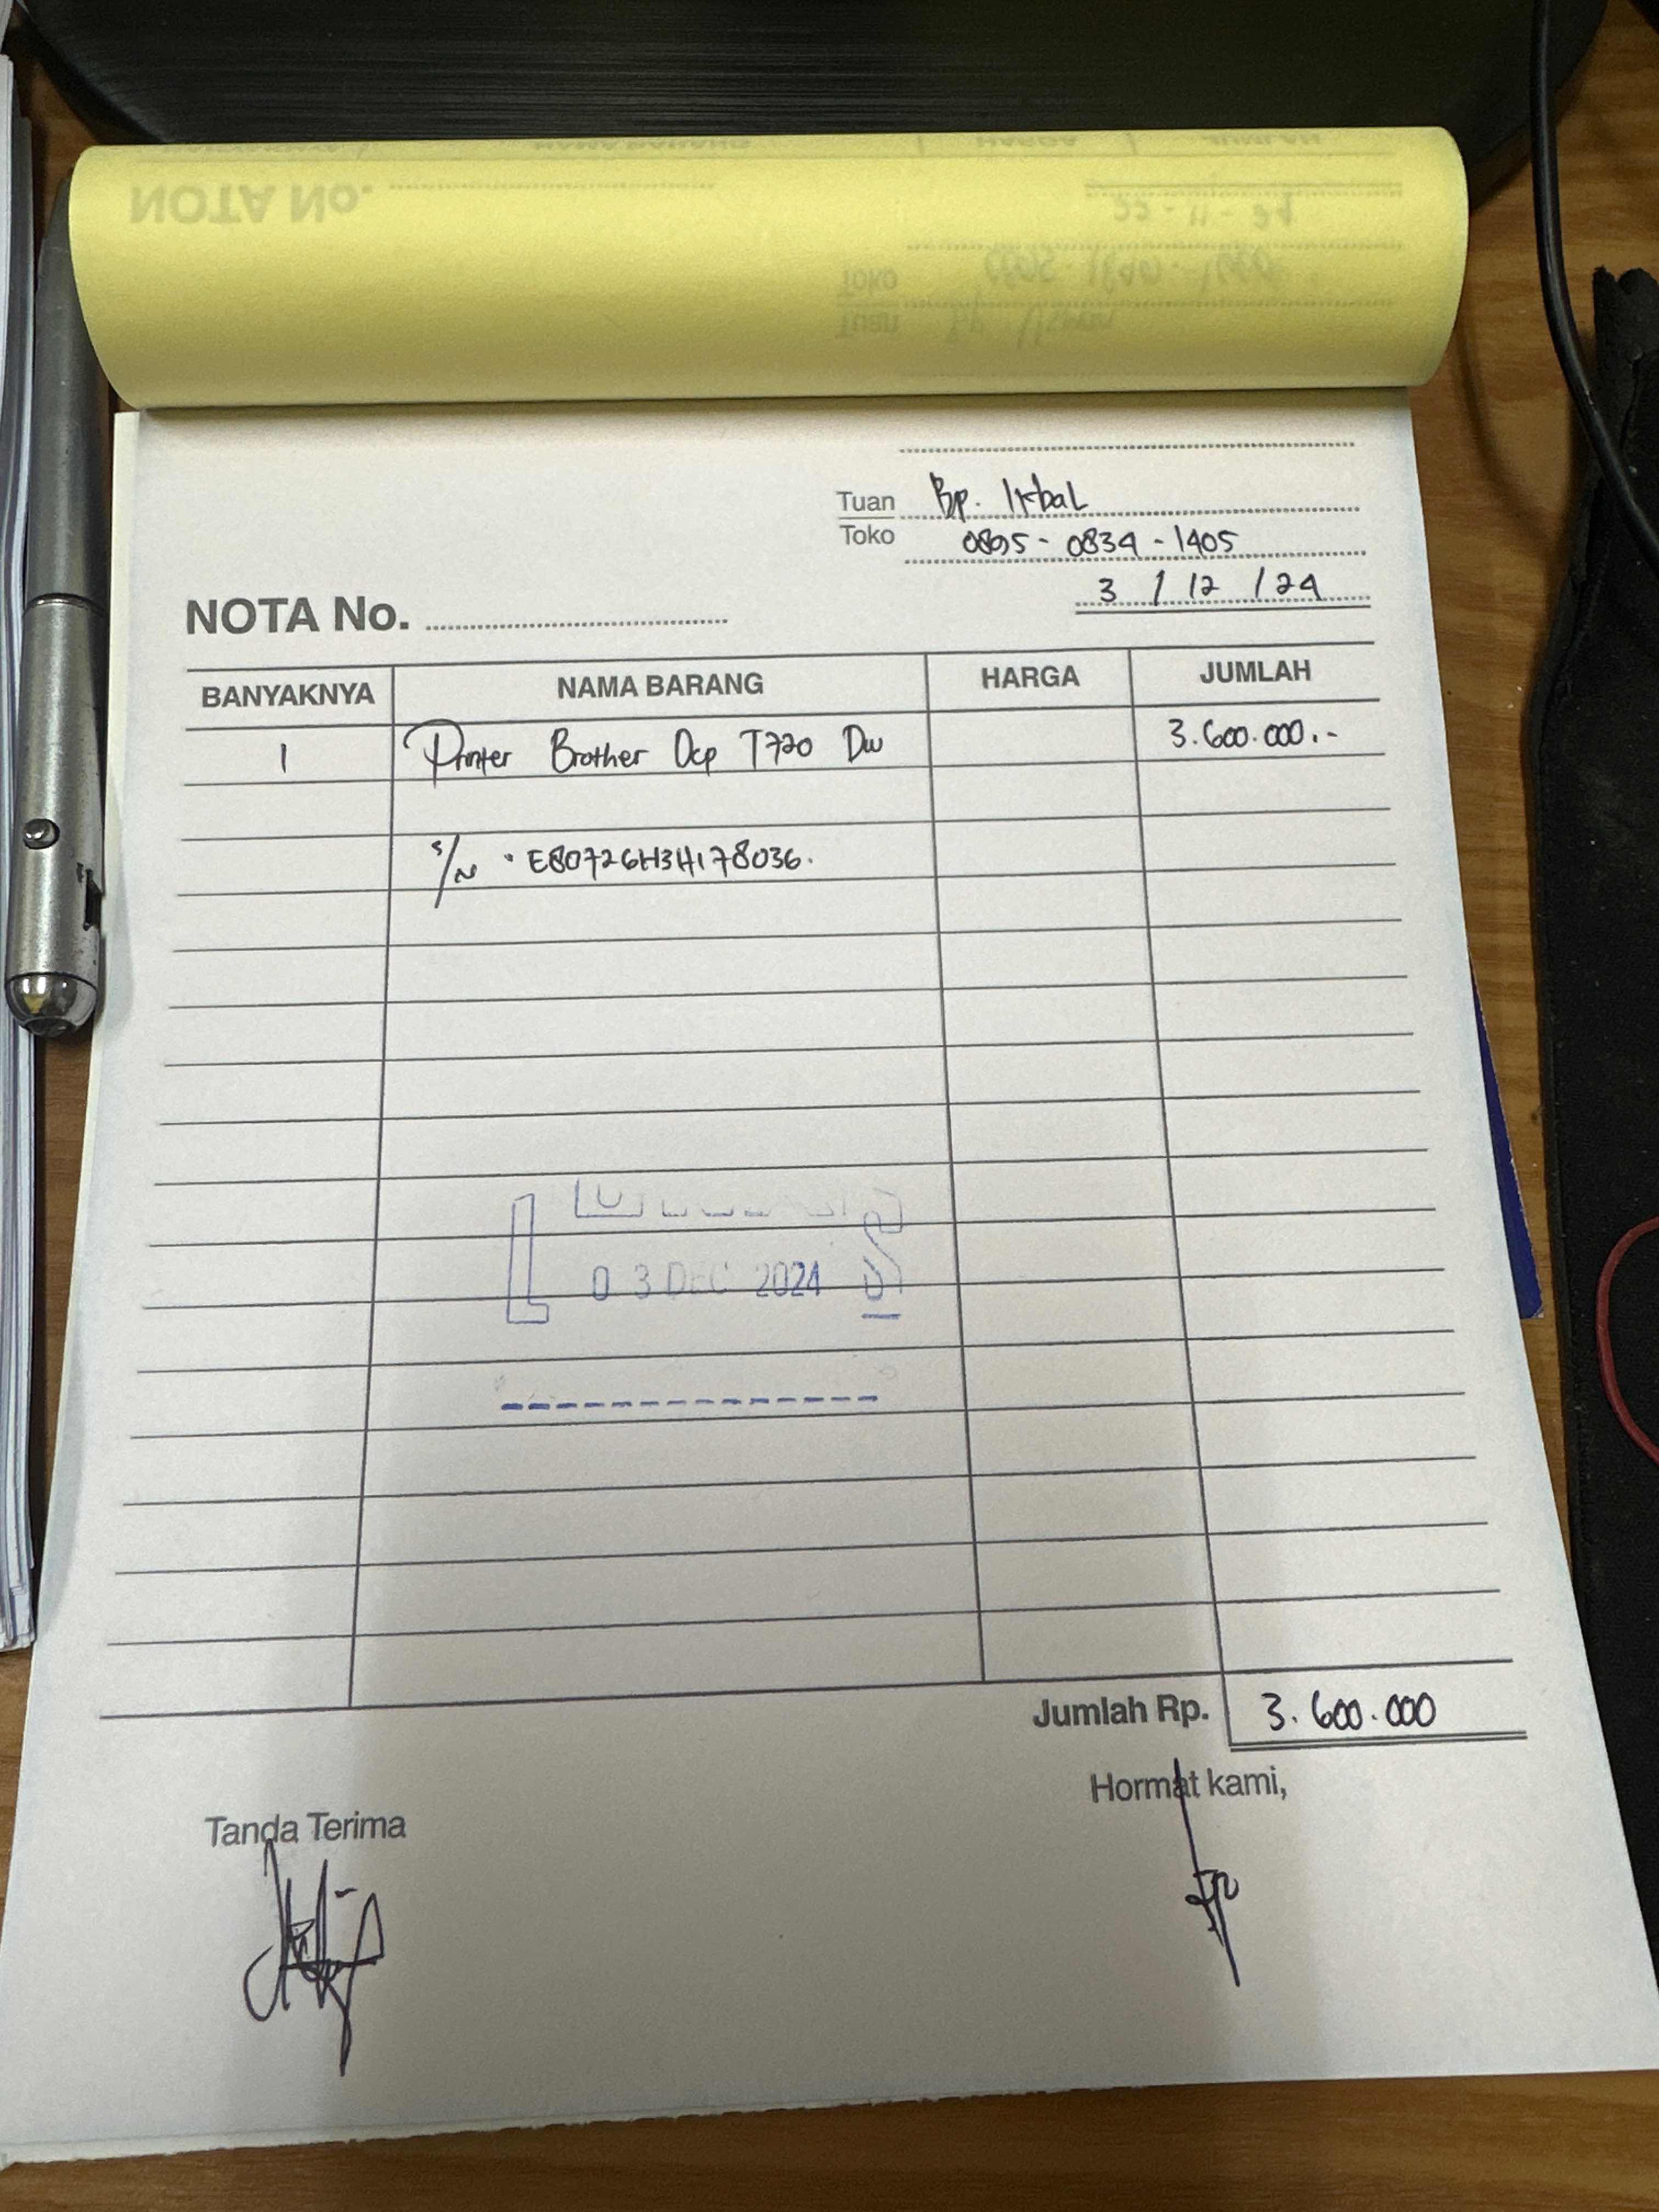 Tuan Bp. Ikbal
Toko 0895-0834-1405
3 / 12 / 24
NOTA No.
BANYAKNYA NAMA BARANG HARGA JUMLAH
1 Printer Brother Dcp T720 Dw 3.600.000.-
S/N • E80726H3H178036.
03 DEC 2024
Jumlah Rp. 3.600.000
Tanda Terima Hormat kami,